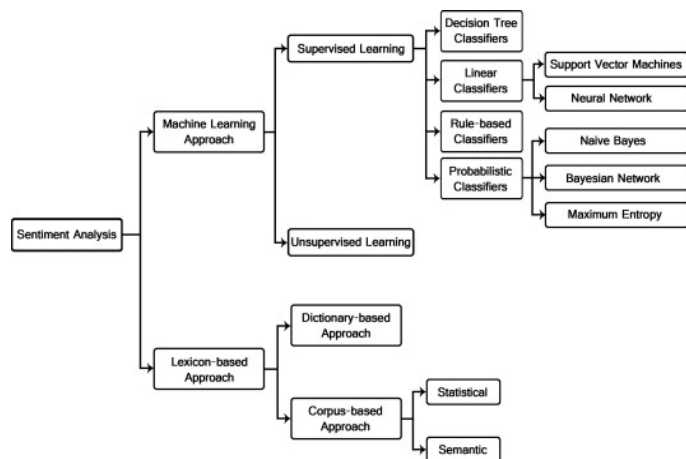 Decision Tree
Classifiers
Supervised Learning
Support Vector Machines
Linear
Classifiers
Neural Network
Machine Learning
Approach
Rule-based
Classifiers
Naive Bayes
Probabilistic
Classifiers
Bayesian Network
Maximum Entropy
Sentiment Analysis
Unsupervised Learning
Dictionary-based
Approach
Lexicon-based
Approach
Statistical
Corpus-based
Approach
Semantic